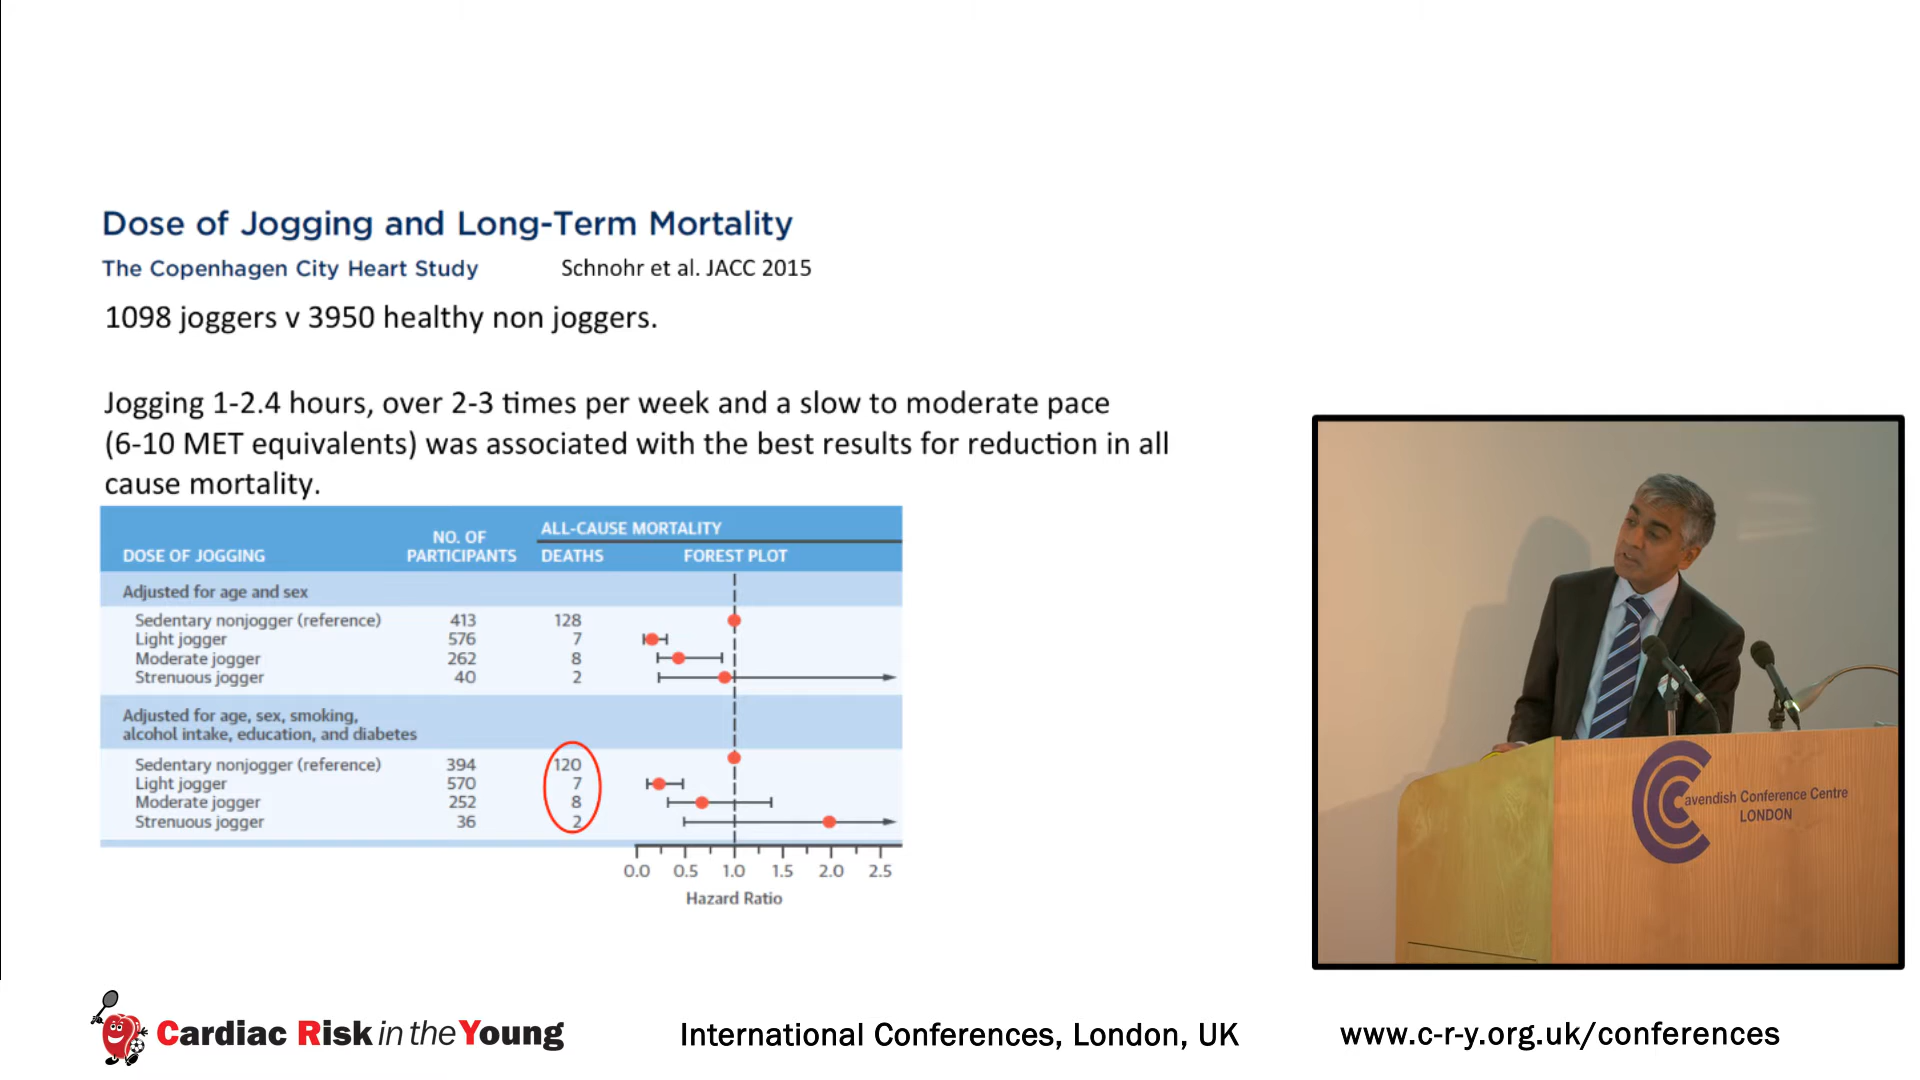 Dose of Jogging and Long-Term Mortality
The Copenhagen City Heart Study Schnohr et al. JACC 2015
1098 joggers v 3950 healthy non joggers.
Jogging 1-2.4 hours, over 2-3 times per week and a slow to moderate pace
(6-10 MET equivalents) was associated with the best results for reduction in all
cause mortality.
DOSE OF JOGGING NO. OF PARTICIPANTS ALL-CAUSE MORTALITY
DEATHS FOREST PLOT
Adjusted for age and sex
Sedentary nonjogger (reference) 413 128
Light jogger 576 7
Moderate jogger 262 8
Strenuous jogger 40 2
Adjusted for age, sex, smoking,
alcohol intake, education, and diabetes
Sedentary nonjogger (reference) 394 120
Light jogger 570 7
Moderate jogger 252 8
Strenuous jogger 36 2
0.0 0.5 1.0 1.5 2.0 2.5
Hazard Ratio
Cavendish Conference Centre
LONDON
Cardiac Risk in the Young
International Conferences, London, UK
www.c-r-y.org.uk/conferences